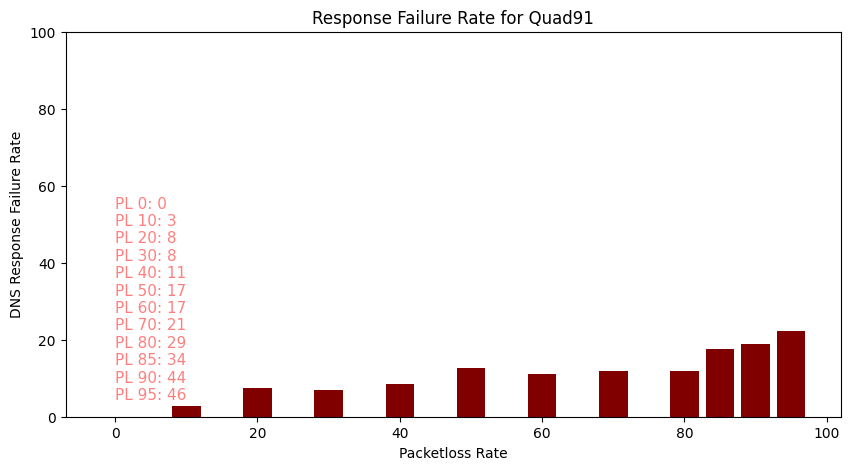 Response Failure Rate for Quad91
100
80
60
40
20
0
DNS Response Failure Rate
PL 0: 0
PL 10: 3
PL 20: 8
PL 30: 8
PL 40: 11
PL 50: 17
PL 60: 17
PL 70: 21
PL 80: 29
PL 85: 34
PL 90: 44
PL 95: 46
0 20 40 60 80 100
Packetloss Rate